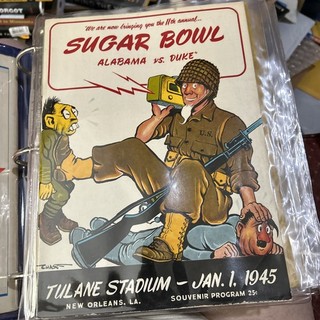 "We are now bringing you the 11th annual...
SUGAR BOWL
ALABAMA vs. DUKE"
TULANE STADIUM - JAN. 1, 1945
NEW ORLEANS, LA. SOUVENIR PROGRAM 25¢